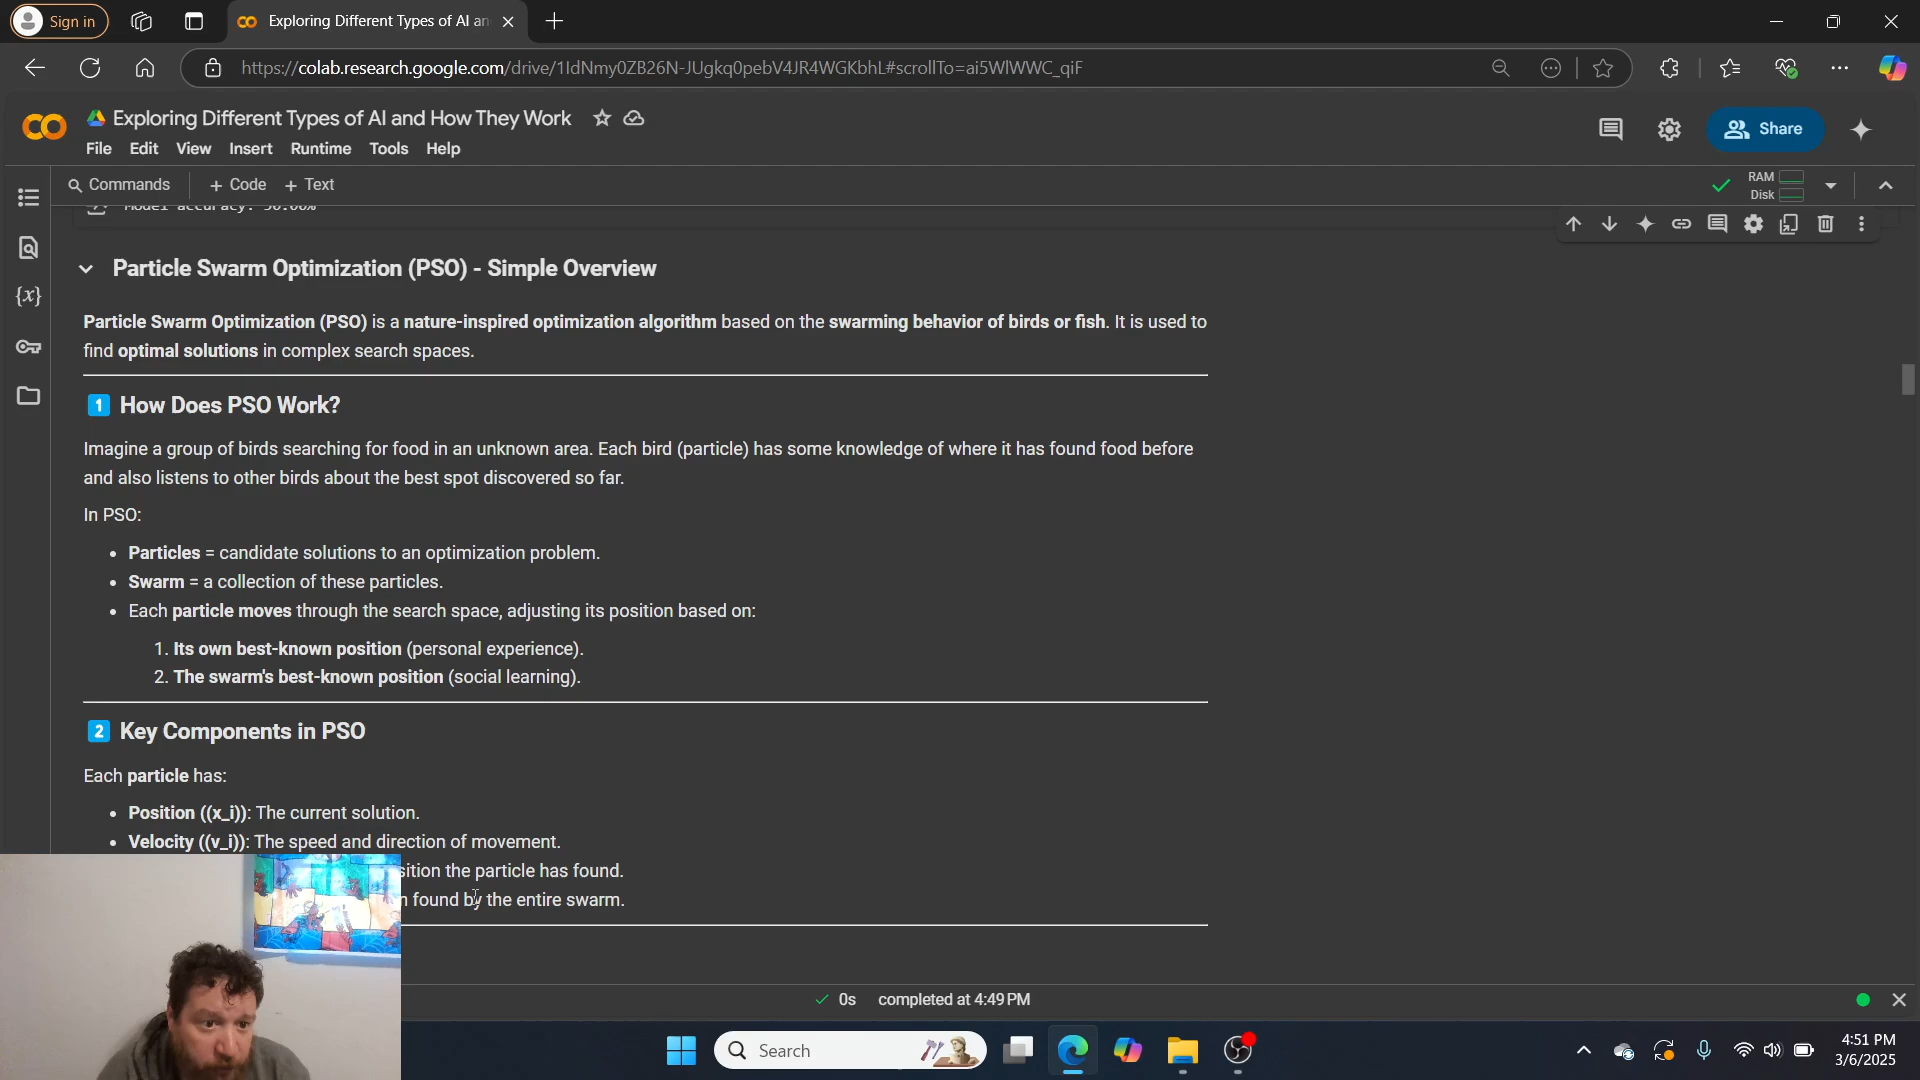 Sign in
Exploring Different Types of AI an
https://colab.research.google.com/drive/1IdNmy0ZB26N-JUgkq0pebV4JR4WGKbhL#scrollTo=ai5WlWWC_qiF
Exploring Different Types of AI and How They Work
File Edit View Insert Runtime Tools Help
Share
Commands + Code + Text
RAM
Disk
Model accuracy: 50.00%
Particle Swarm Optimization (PSO) - Simple Overview
Particle Swarm Optimization (PSO) is a nature-inspired optimization algorithm based on the swarming behavior of birds or fish. It is used to
find optimal solutions in complex search spaces.
1 How Does PSO Work?
Imagine a group of birds searching for food in an unknown area. Each bird (particle) has some knowledge of where it has found food before
and also listens to other birds about the best spot discovered so far.
In PSO:
• Particles = candidate solutions to an optimization problem.
• Swarm = a collection of these particles.
• Each particle moves through the search space, adjusting its position based on:
1. Its own best-known position (personal experience).
2. The swarm's best-known position (social learning).
2 Key Components in PSO
Each particle has:
• Position ((x_i)): The current solution.
• Velocity ((v_i)): The speed and direction of movement.
sition the particle has found.
n found by the entire swarm.
0s completed at 4:49 PM
Search
4:51 PM
3/6/2025